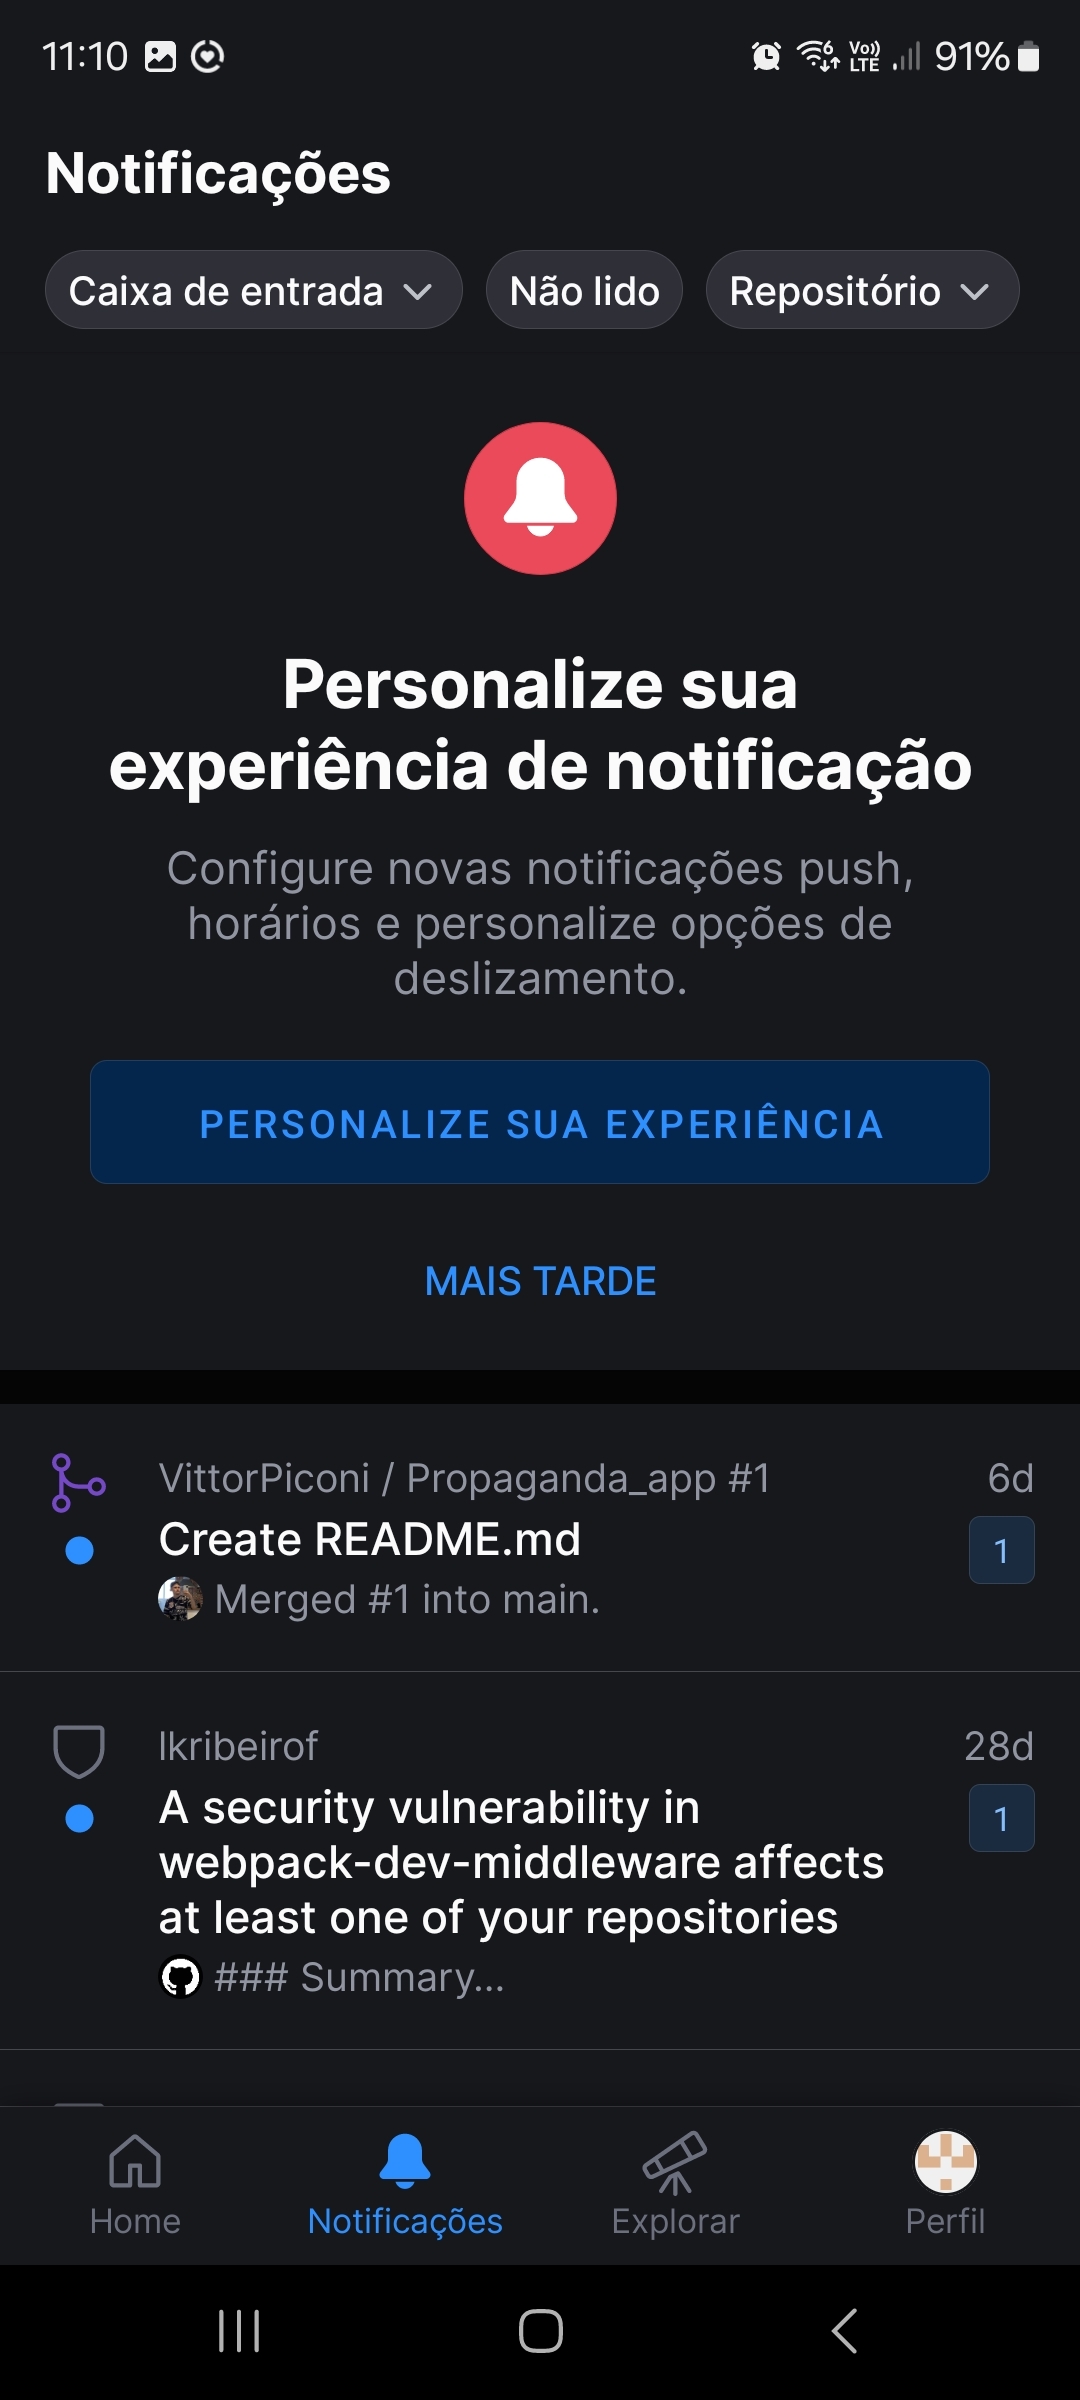 11:10
Vo)) LTE 6 91%
Notificações
Caixa de entrada Não lido Repositório
Personalize sua
experiência de notificação
Configure novas notificações push,
horários e personalize opções de
deslizamento.
PERSONALIZE SUA EXPERIÊNCIA
MAIS TARDE
VittorPiconi / Propaganda_app #1 6d
Create README.md 1
Merged #1 into main.
lkribeirof 28d
A security vulnerability in 1
webpack-dev-middleware affects
at least one of your repositories
### Summary...
Home Notificações Explorar Perfil